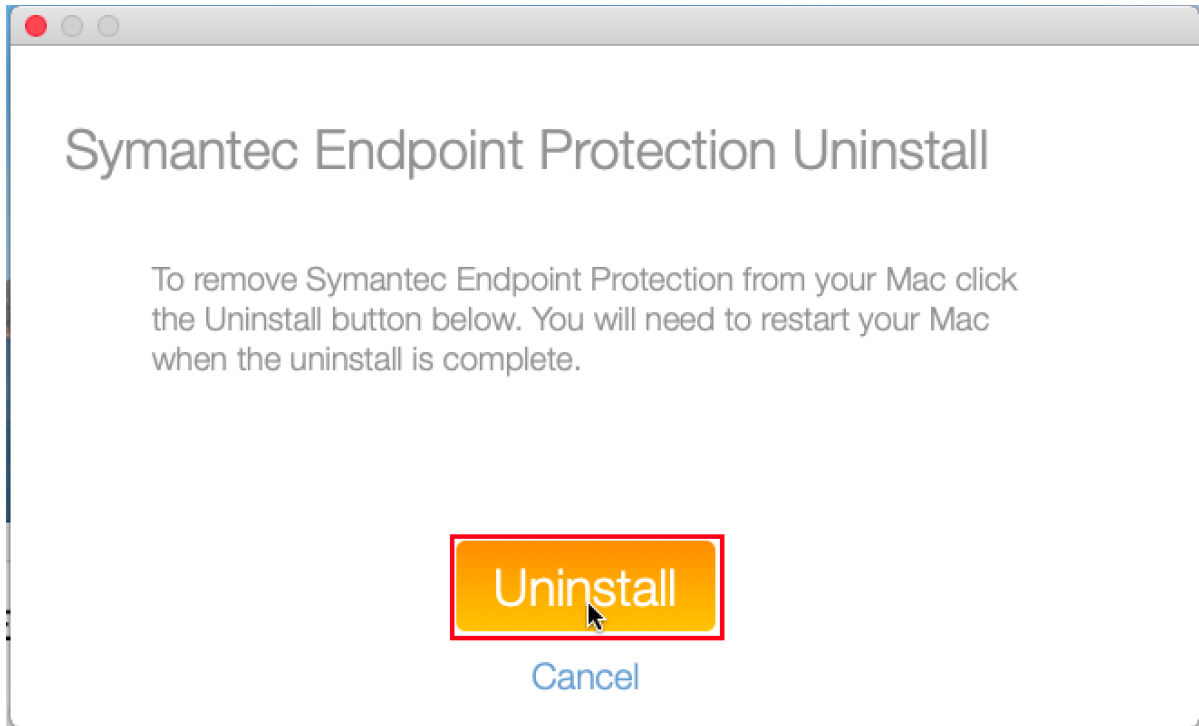 Symantec Endpoint Protection Uninstall
To remove Symantec Endpoint Protection from your Mac click
the Uninstall button below. You will need to restart your Mac
when the uninstall is complete.
Uninstall
Cancel